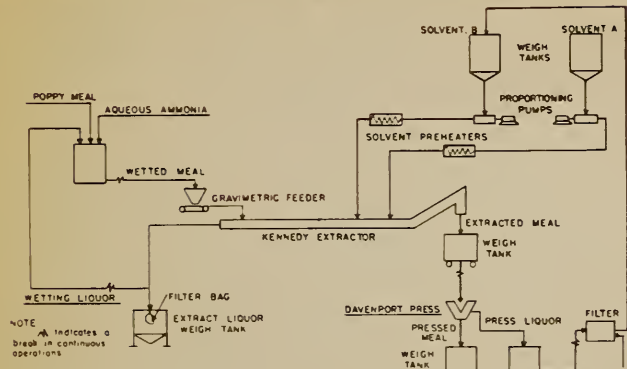 SOLVENT. B
SOLVENT A
WEIGH
TANKS
POPPY MEAL
AQUEOUS AMMONIA
PROPORTIONING
PUMPS
SOLVENT PREHEATERS
WETTED MEAL
GRAVIMETRIC FEEDER
KENNEDY EXTRACTOR
EXTRACTED MEAL
WEIGH
TANK
WETTING LIQUOR
FILTER BAG
EXTRACT LIQUOR
WEIGH TANK
NOTE
Indicates a
break in continuous
operations
DAVENPORT PRESS
PRESSED
MEAL
PRESS LIQUOR
FILTER
WEIGH
TANK